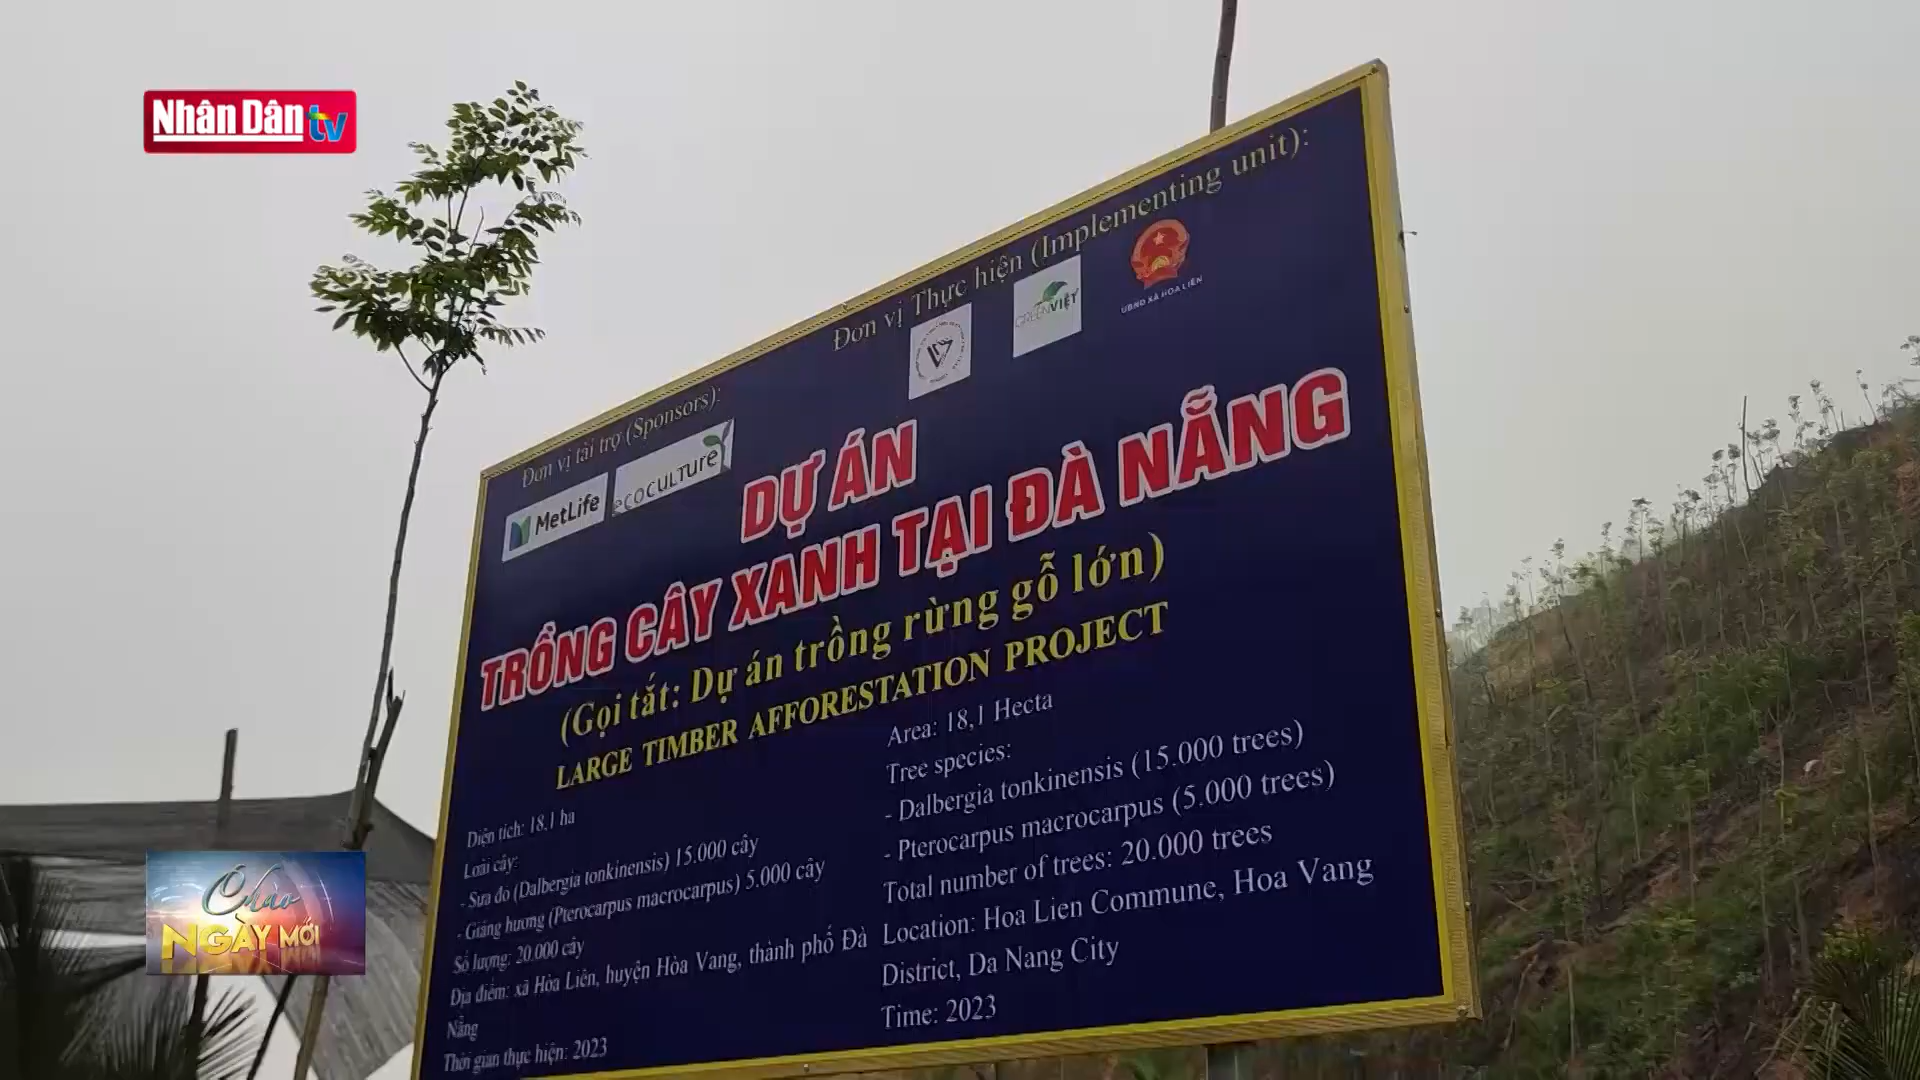 Nhân Dân tv
Đơn vị Thực hiện (Implementing unit):
GREENVIỆT
UBND XÃ HÒA LIÊN
Đơn vị tài trợ (Sponsors):
MetLife
ecoculture
DỰ ÁN
TRỒNG CÂY XANH TẠI ĐÀ NẴNG
(Gọi tắt: Dự án trồng rừng gỗ lớn)
LARGE TIMBER AFFORESTATION PROJECT
Diện tích: 18,1 ha
Loài cây:
- Sưa đỏ (Dalbergia tonkinensis) 15.000 cây
- Giáng hương (Pterocarpus macrocarpus) 5.000 cây
Số lượng: 20.000 cây
Địa điểm: xã Hòa Liên, huyện Hòa Vang, thành phố Đà
Nẵng
Thời gian thực hiện: 2023
Area: 18,1 Hecta
Tree species:
- Dalbergia tonkinensis (15.000 trees)
- Pterocarpus macrocarpus (5.000 trees)
Total number of trees: 20.000 trees
Location: Hoa Lien Commune, Hoa Vang
District, Da Nang City
Time: 2023
Chào
NGÀY MỚI